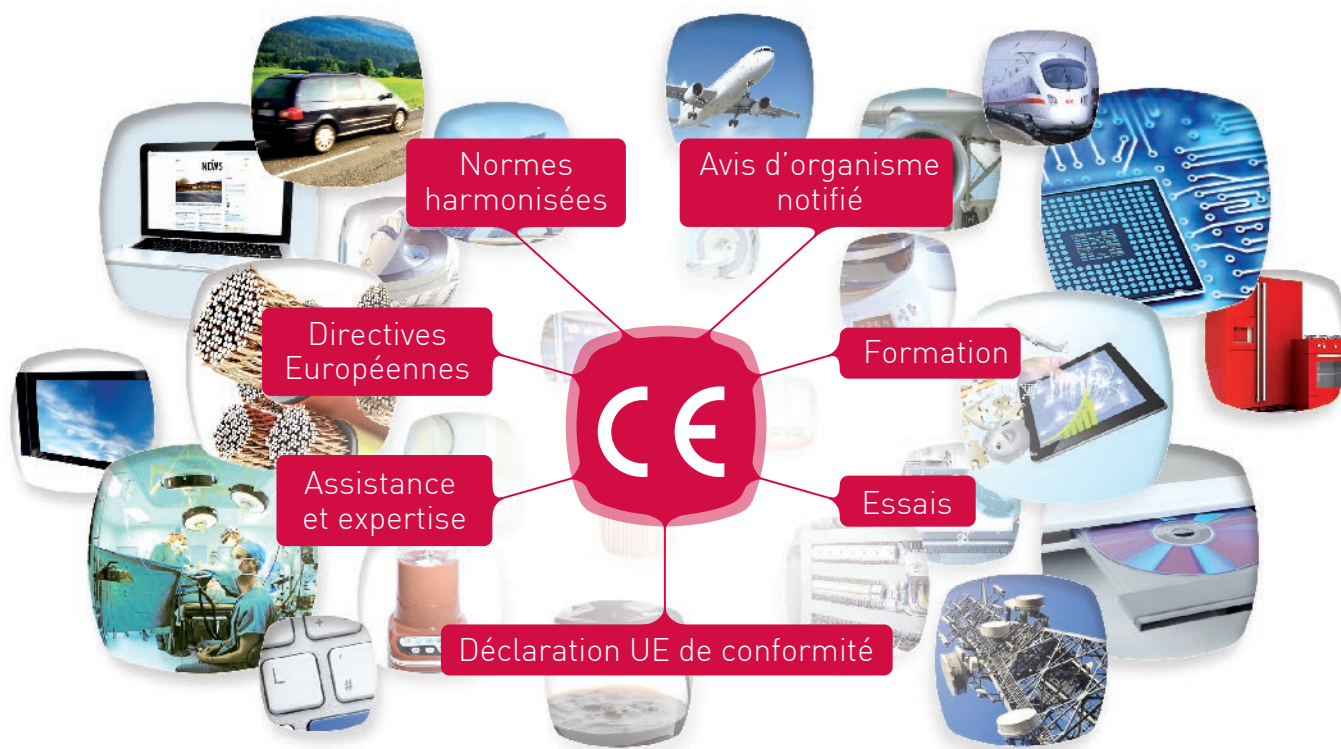 NEWS
Normes
harmonisées
Avis d'organisme
notifié
Directives
Européennes
Formation
CE
Assistance
et expertise
Essais
Déclaration UE de conformité
L
+
#